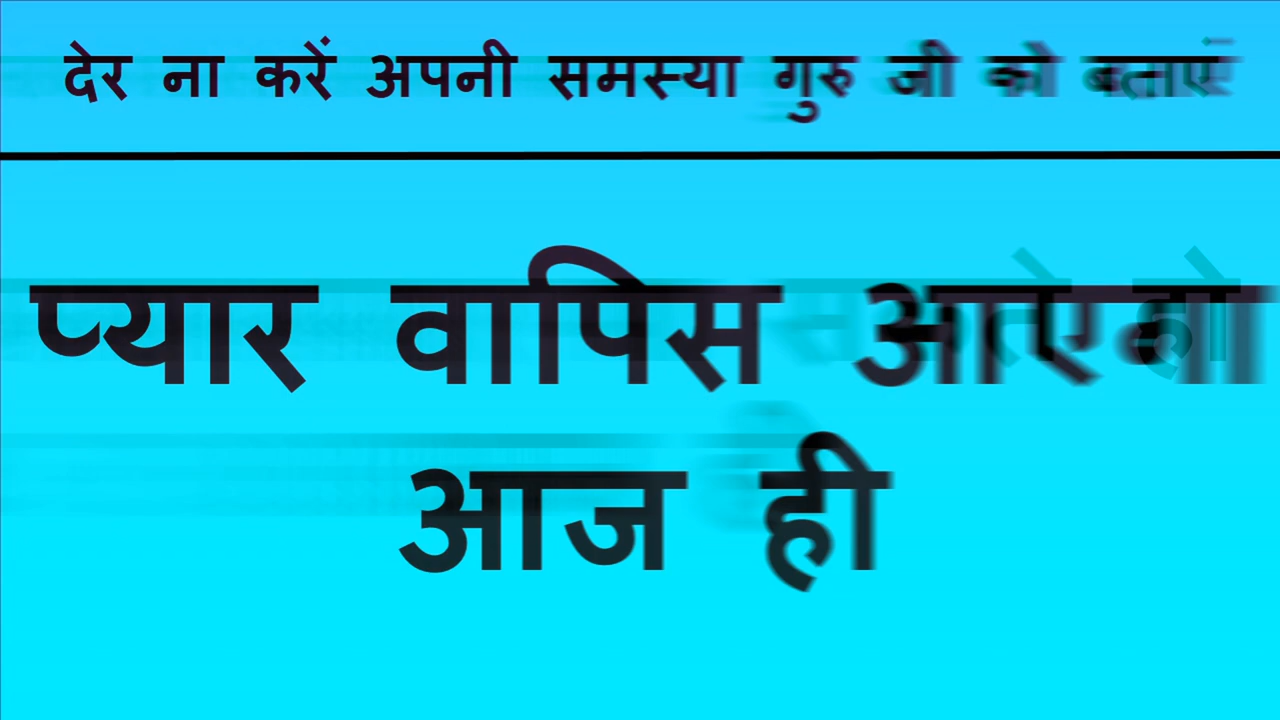 देर ना करें अपनी समस्या गुरु जी को बताएं
प्यार वापिस आएगा
आज ही